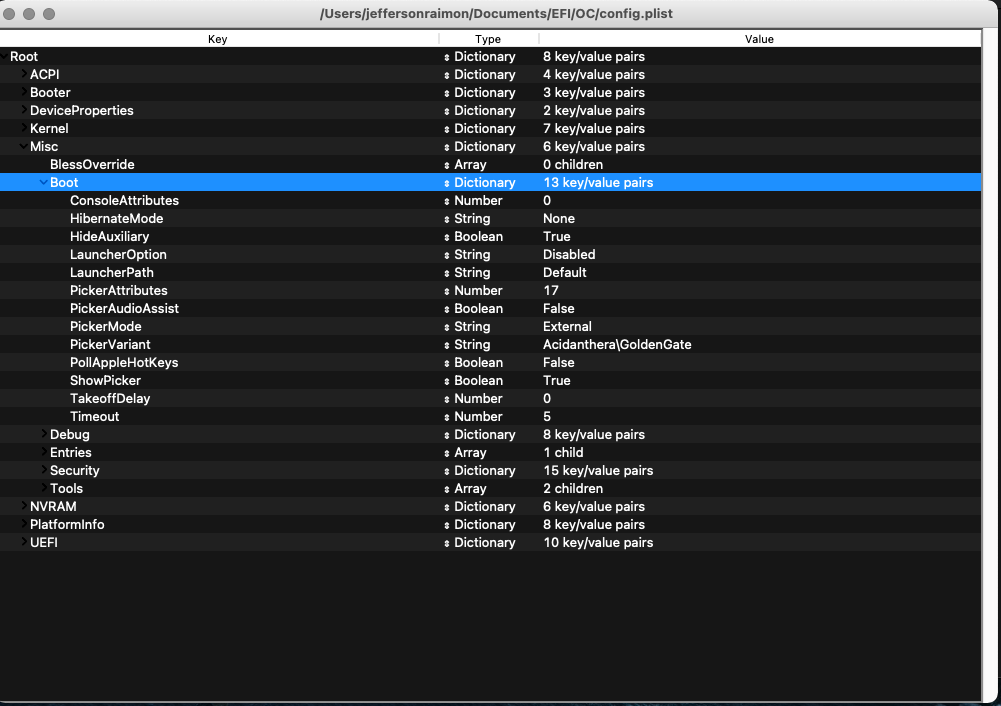 /Users/jeffersonraimon/Documents/EFI/OC/config.plist
Key Type Value
Root Dictionary 8 key/value pairs
ACPI Dictionary 4 key/value pairs
Booter Dictionary 3 key/value pairs
DeviceProperties Dictionary 2 key/value pairs
Kernel Dictionary 7 key/value pairs
Misc Dictionary 6 key/value pairs
BlessOverride Array 0 children
Boot Dictionary 13 key/value pairs
ConsoleAttributes Number 0
HibernateMode String None
HideAuxiliary Boolean True
LauncherOption String Disabled
LauncherPath String Default
PickerAttributes Number 17
PickerAudioAssist Boolean False
PickerMode String External
PickerVariant String Acidanthera\GoldenGate
PollAppleHotKeys Boolean False
ShowPicker Boolean True
TakeoffDelay Number 0
Timeout Number 5
Debug Dictionary 8 key/value pairs
Entries Array 1 child
Security Dictionary 15 key/value pairs
Tools Array 2 children
NVRAM Dictionary 6 key/value pairs
PlatformInfo Dictionary 8 key/value pairs
UEFI Dictionary 10 key/value pairs